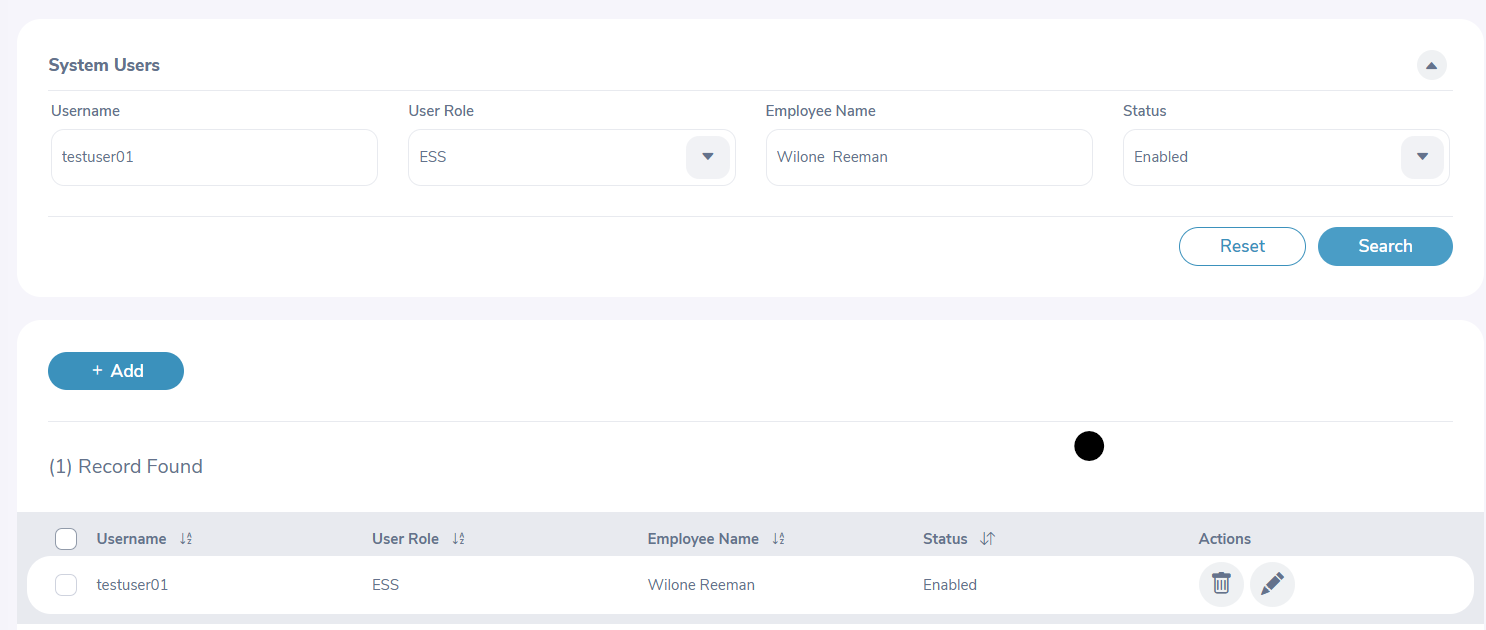 System Users
Username User Role Employee Name Status
testuser01 ESS Wilone  Reeman Enabled
Reset Search
+ Add
(1) Record Found
Username User Role Employee Name Status Actions
testuser01 ESS Wilone Reeman Enabled